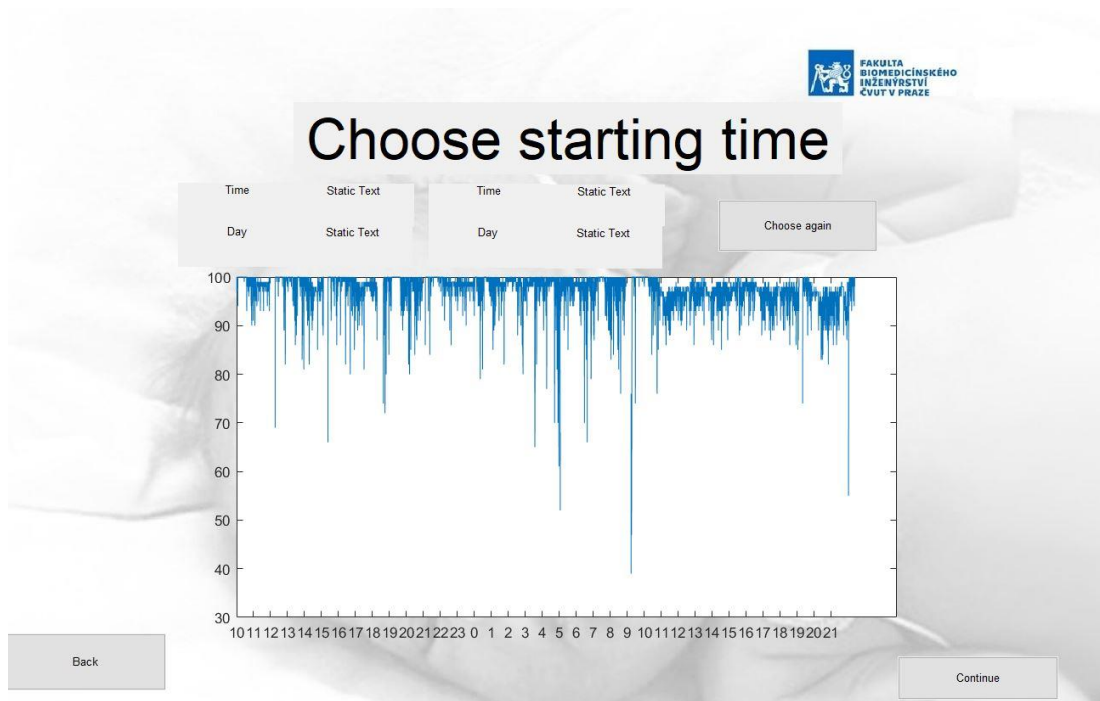 FAKULTA
BIOMEDICÍNSKÉHO
INŽENÝRSTVÍ
ČVUT V PRAZE
Choose starting time
Time Static Text Time Static Text
Choose again
Day Static Text Day Static Text
100
90
80
70
60
50
40
30
10 11 12 13 14 15 16 17 18 19 20 21 22 23 0 1 2 3 4 5 6 7 8 9 10 11 12 13 14 15 16 17 18 19 20 21
Back
Continue